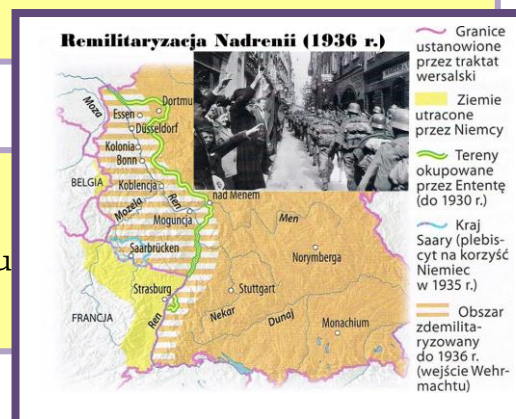 Remilitaryzacja Nadrenii (1936 r.)
Moza
Essen
Dortmu
Düsseldorf
Kolonia
Bonn
BELGIA
Koblencja
Ren
Mozela
nad Menem
Moguncja
Men
Saarbrücken
Norymberga
Strasburg
Stuttgart
FRANCJA
Ren
Nekar
Dunaj
Monachium
Granice
ustanowione
przez traktat
wersalski
Ziemie
utracone
przez Niemcy
Tereny
okupowane
przez Ententę
(do 1930 r.)
Kraj
Saary (plebis-
cyt na korzyść
Niemiec
w 1935 r.)
Obszar
zdemilita-
ryzowany
do 1936 r.
(wejście Wehr-
machtu)